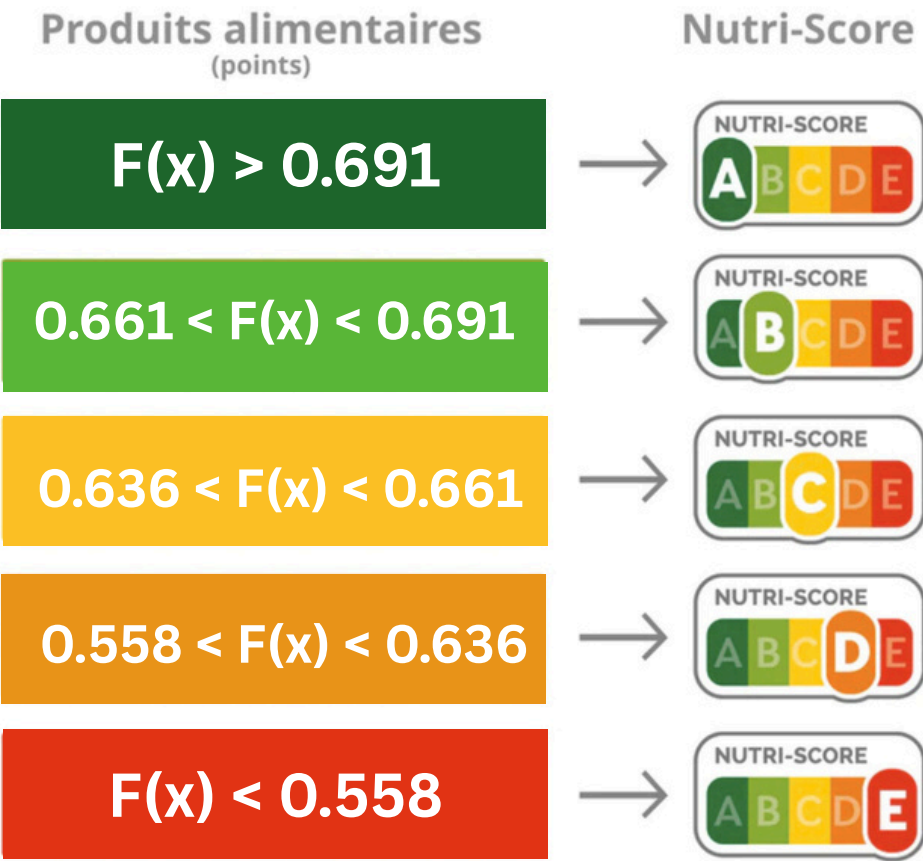 Produits alimentaires
(points)
Nutri-Score
F(x) > 0.691
NUTRI-SCORE
A B C D E
0.661 < F(x) < 0.691
NUTRI-SCORE
A B C D E
0.636 < F(x) < 0.661
NUTRI-SCORE
A B C D E
0.558 < F(x) < 0.636
NUTRI-SCORE
A B C D E
F(x) < 0.558
NUTRI-SCORE
A B C D E